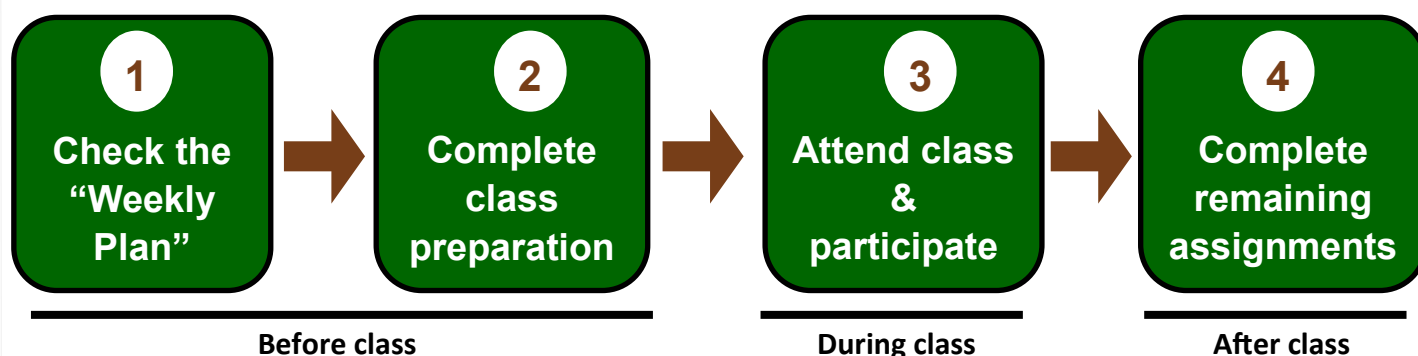 1
Check the
“Weekly
Plan”
2
Complete
class
preparation
3
Attend class
&
participate
4
Complete
remaining
assignments
Before class
During class
After class